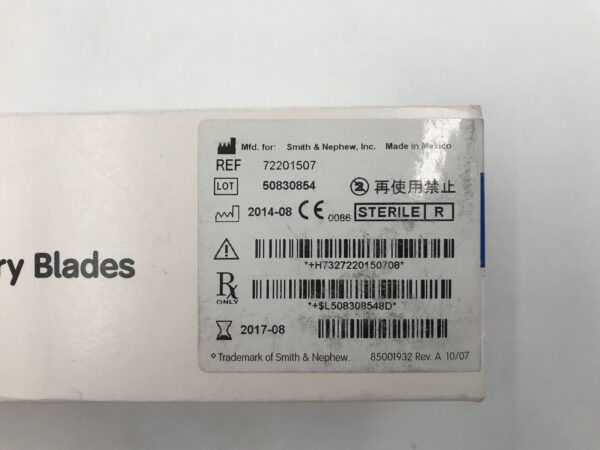 Mfd. for: Smith & Nephew, Inc. Made in Mexico
REF 72201507
LOT 50830854 再使用禁止
2014-08 CE 0086 STERILE R
*+H7327220150708*
ry Blades
Rx ONLY
*+$L508308548D*
2017-08
◊Trademark of Smith & Nephew. 85001932 Rev. A 10/07